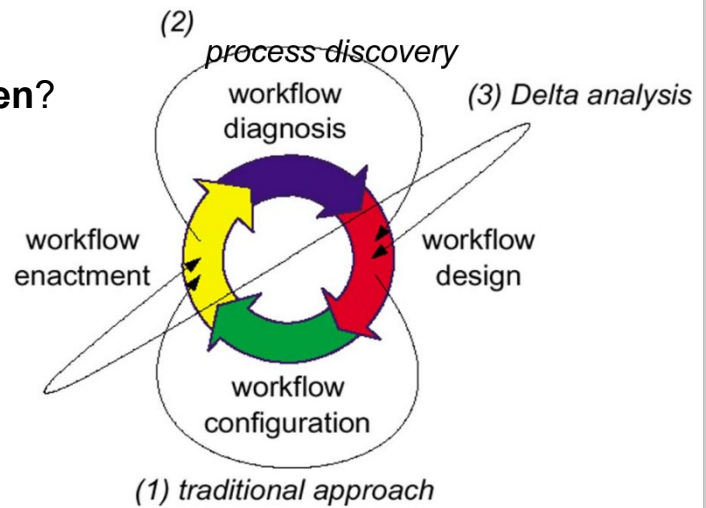 (2)
process discovery
en?
workflow
diagnosis
(3) Delta analysis
workflow
enactment
workflow
design
workflow
configuration
(1) traditional approach